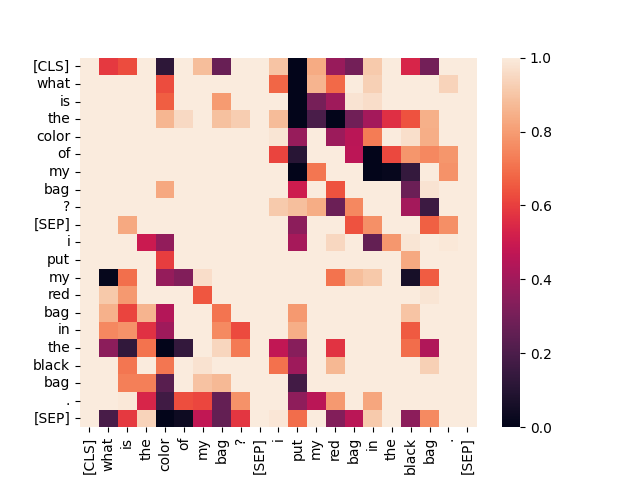 [CLS]
what
is
the
color
of
my
bag
?
[SEP]
i
put
my
red
bag
in
the
black
bag
.
[SEP]
[CLS]
what
is
the
color
of
my
bag
?
[SEP]
i
put
my
red
bag
in
the
black
bag
.
[SEP]
1.0
0.8
0.6
0.4
0.2
0.0